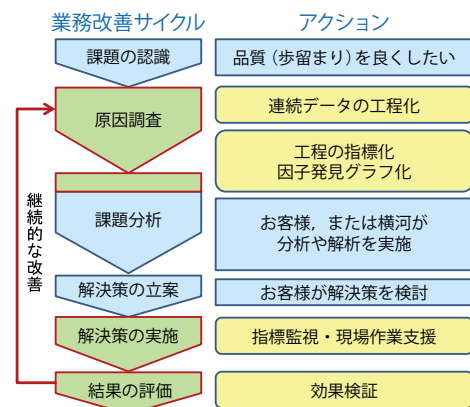 業務改善サイクル
アクション
課題の認識
品質（歩留まり）を良くしたい
原因調査
連続データの工程化
工程の指標化
因子発見グラフ化
課題分析
お客様，または横河が
分析や解析を実施
解決策の立案
お客様が解決策を検討
解決策の実施
指標監視・現場作業支援
結果の評価
効果検証
継続的な改善